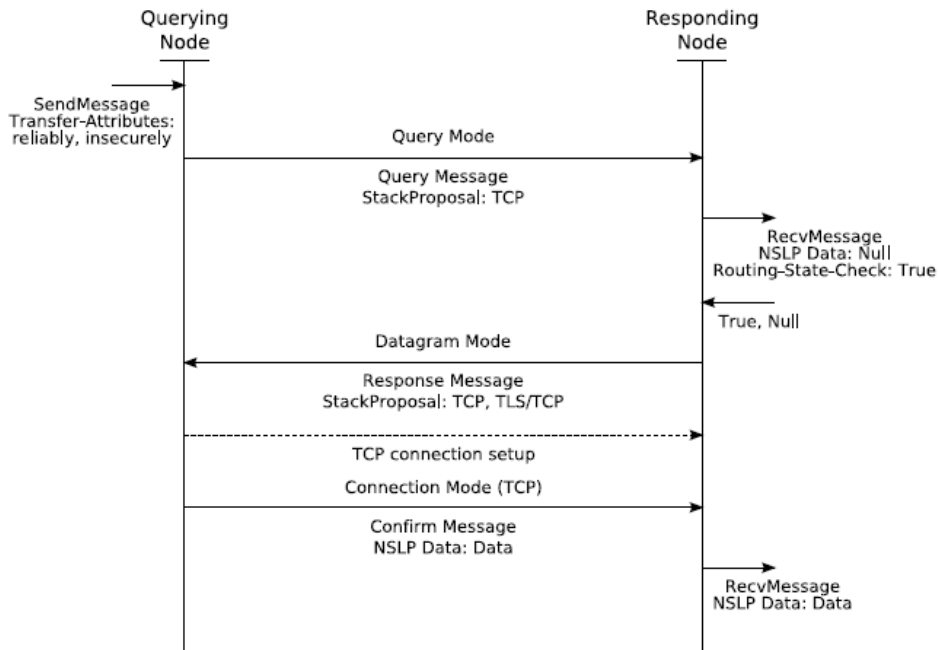 Querying
Node
Responding
Node
SendMessage
Transfer-Attributes:
reliably, insecurely
Query Mode
Query Message
StackProposal: TCP
RecvMessage
NSLP Data: Null
Routing-State-Check: True
True, Null
Datagram Mode
Response Message
StackProposal: TCP, TLS/TCP
TCP connection setup
Connection Mode (TCP)
Confirm Message
NSLP Data: Data
RecvMessage
NSLP Data: Data